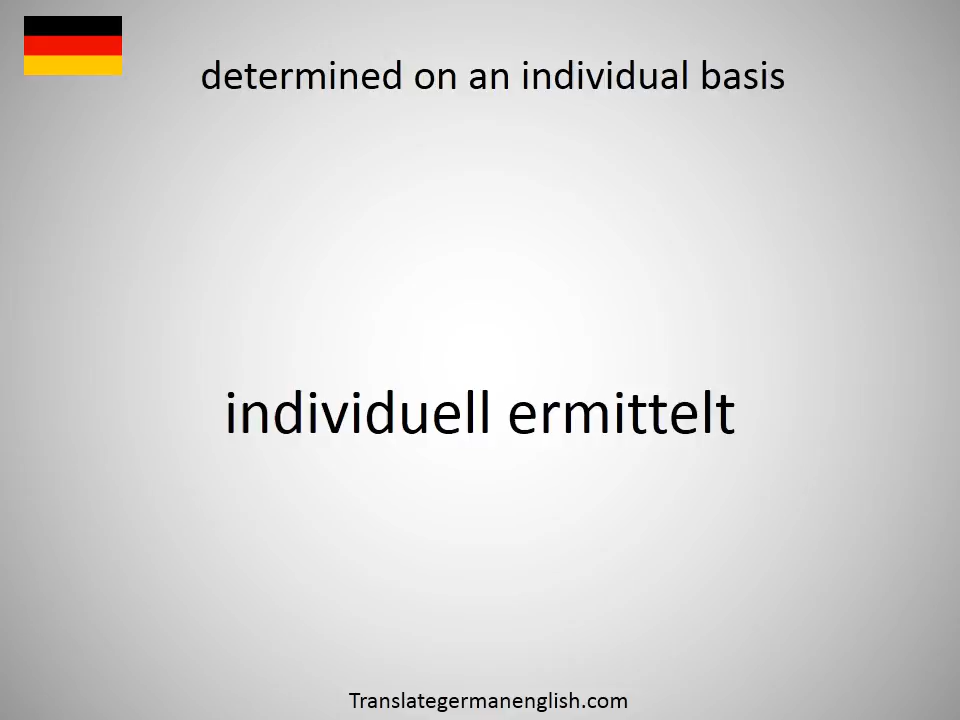 determined on an individual basis
individuell ermittelt
Translategermanenglish.com